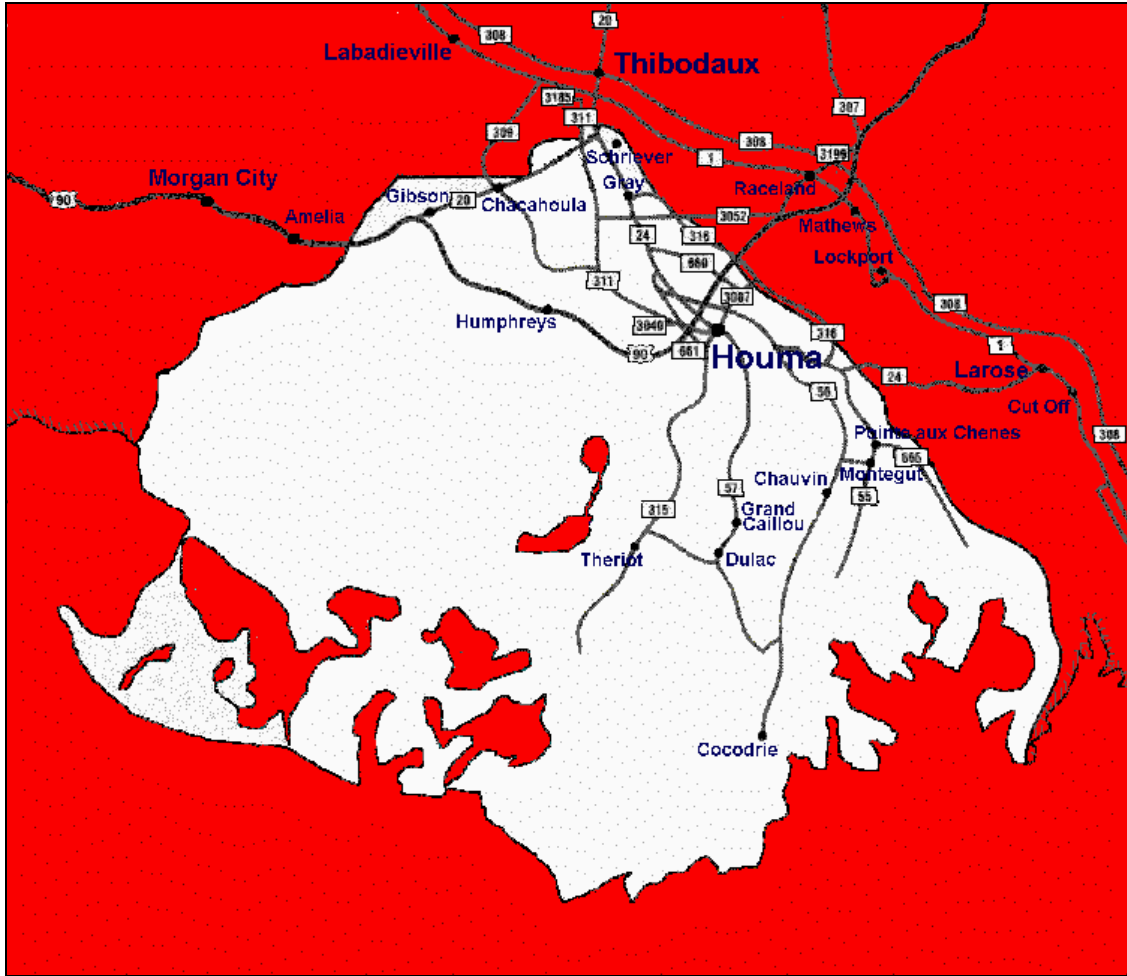 20
308
Labadieville
Thibodaux
3185
311
307
309
308
3199
1
Schriever
Raceland
Morgan City
Gray
90
Gibson
20
Chacahoula
3052
Mathews
Amelia
24
316
Lockport
660
311
3087
308
Humphreys
3040
316
1
90
661
Houma
Larose
24
56
Cut Off
Pointe aux Chenes
308
665
Chauvin
Montegut
57
55
315
Grand
Caillou
Theriot
Dulac
Cocodrie